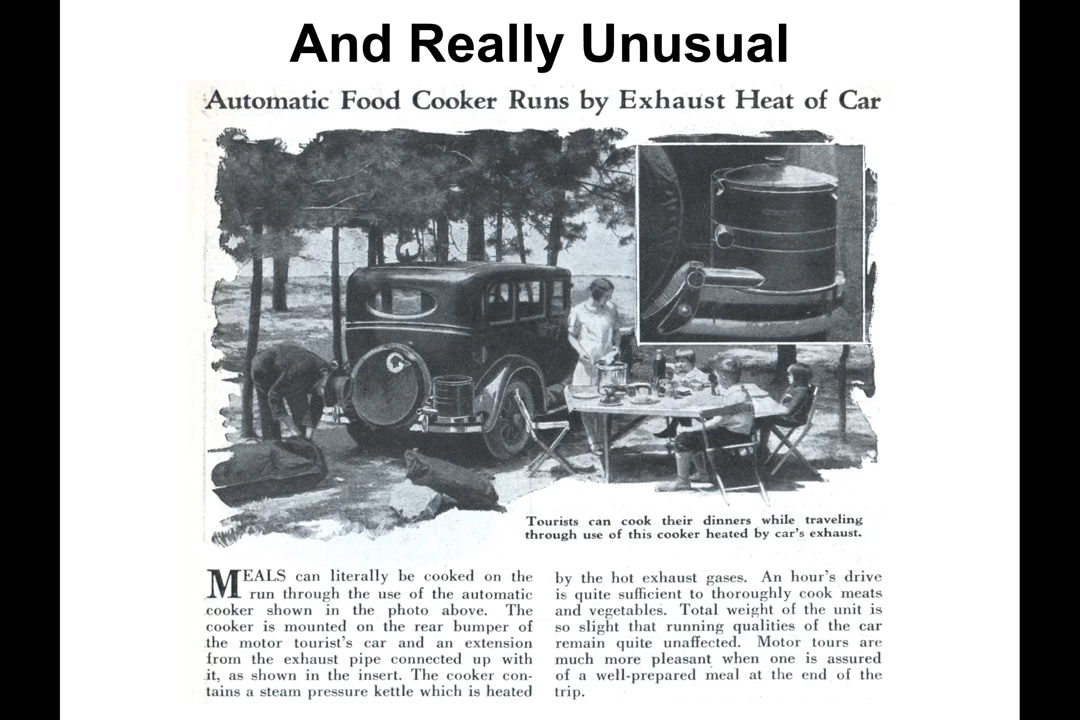 And Really Unusual
Automatic Food Cooker Runs by Exhaust Heat of Car
Tourists can cook their dinners while traveling
through use of this cooker heated by car's exhaust.
MEALS can literally be cooked on the
run through the use of the automatic
cooker shown in the photo above. The
cooker is mounted on the rear bumper of
the motor tourist's car and an extension
from the exhaust pipe connected up with
it, as shown in the insert. The cooker con-
tains a steam pressure kettle which is heated
by the hot exhaust gases. An hour's drive
is quite sufficient to thoroughly cook meats
and vegetables. Total weight of the unit is
so slight that running qualities of the car
remain quite unaffected. Motor tours are
much more pleasant when one is assured
of a well-prepared meal at the end of the
trip.